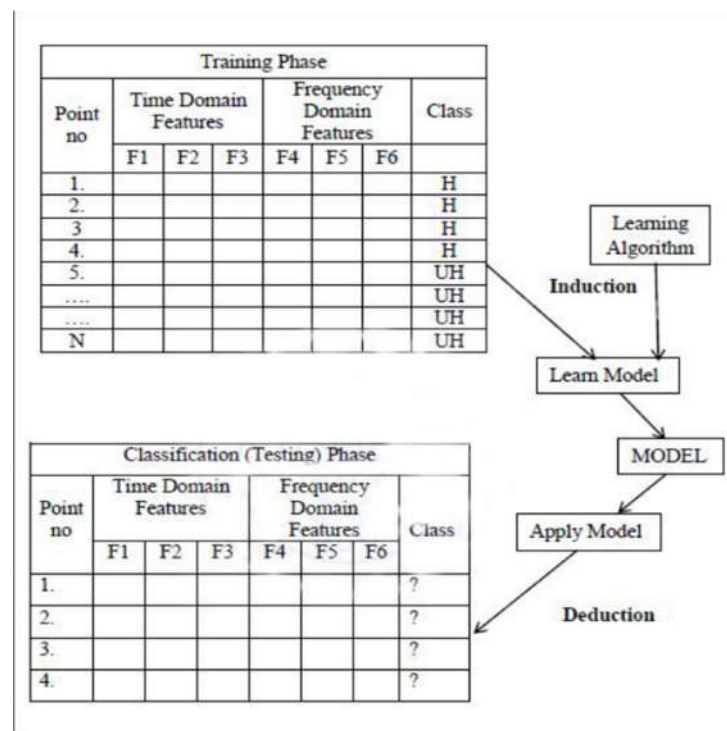 Training Phase
Point no
Time Domain Features
Frequency Domain Features
Class
F1 F2 F3 F4 F5 F6
1. H
2. H
3 H
4. H
5. UH
.... UH
.... UH
N UH
Learning
Algorithm
Induction
Learn Model
MODEL
Apply Model
Deduction
Classification (Testing) Phase
Point no
Time Domain Features
Frequency Domain Features
Class
F1 F2 F3 F4 F5 F6
1. ?
2. ?
3. ?
4. ?